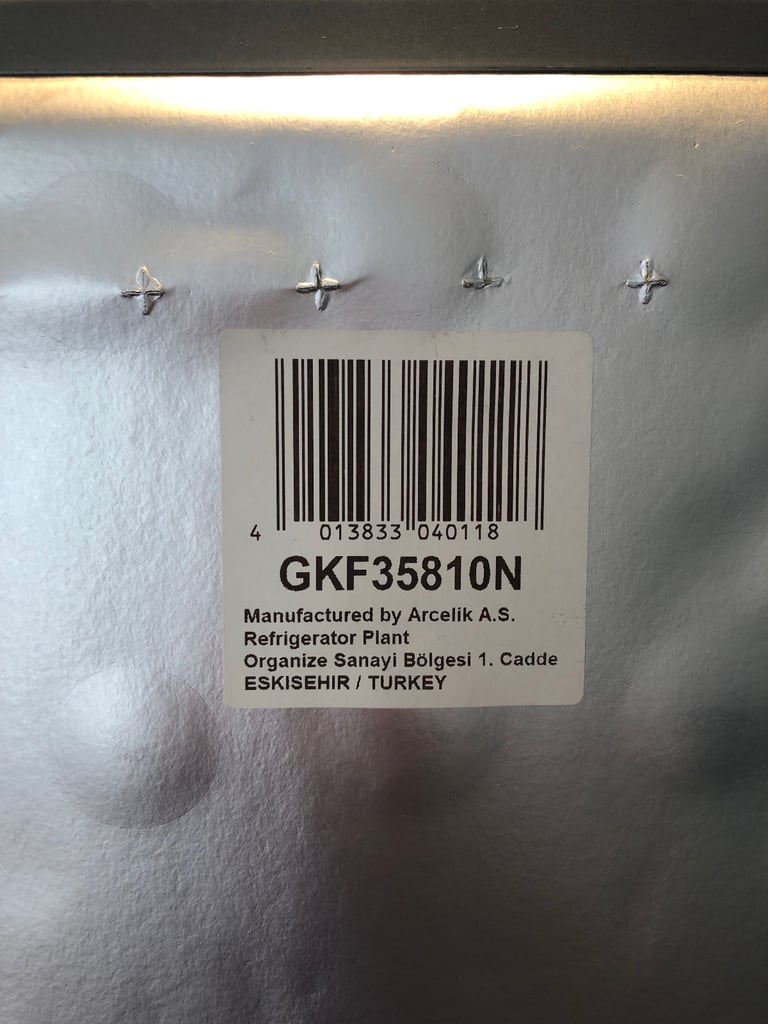 4 013833 040118
GKF35810N
Manufactured by Arcelik A.S.
Refrigerator Plant
Organize Sanayi Bölgesi 1. Cadde
ESKISEHIR / TURKEY